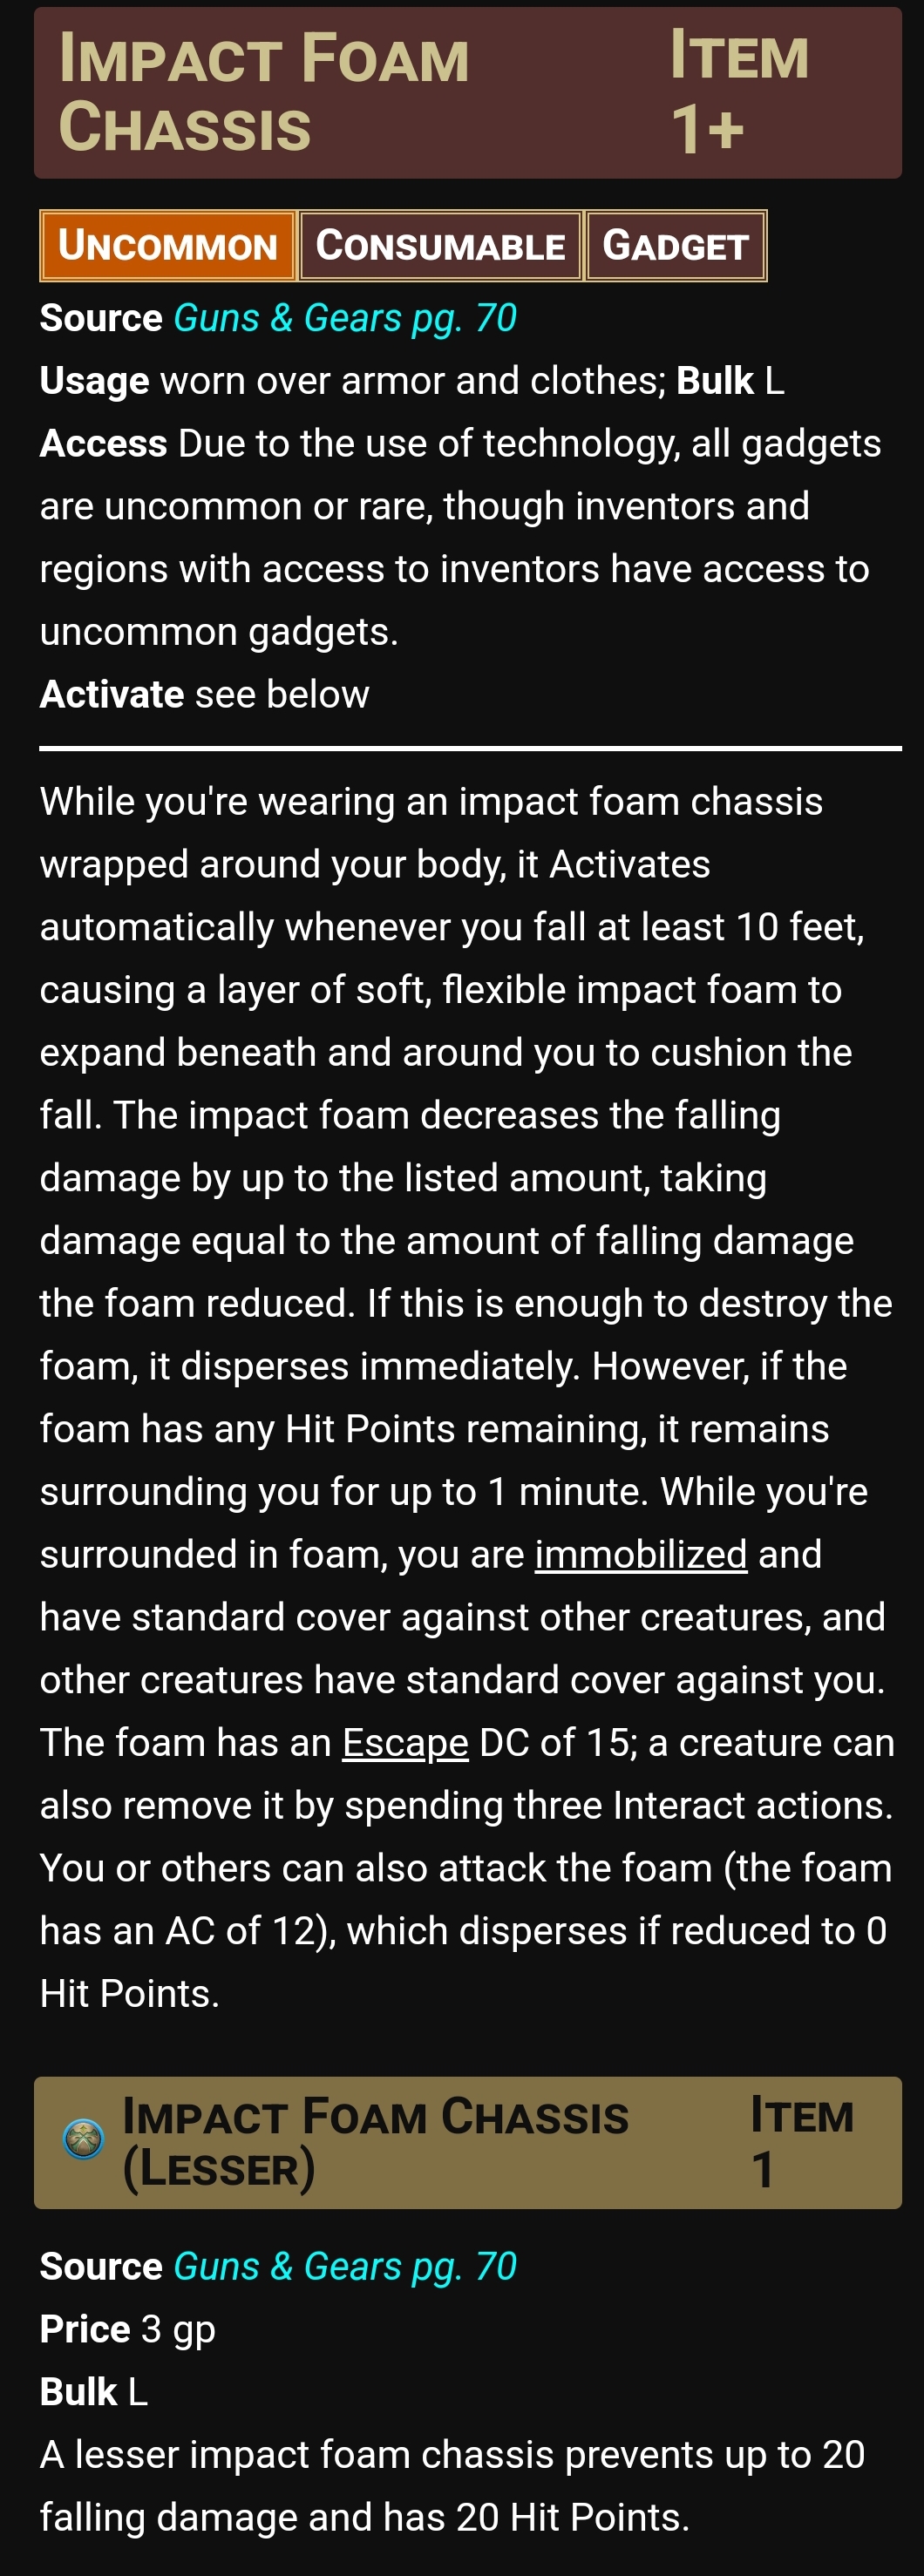 Impact Foam Chassis Item 1+
Uncommon Consumable Gadget
Source Guns & Gears pg. 70
Usage worn over armor and clothes; Bulk L
Access Due to the use of technology, all gadgets
are uncommon or rare, though inventors and
regions with access to inventors have access to
uncommon gadgets.
Activate see below
While you're wearing an impact foam chassis
wrapped around your body, it Activates
automatically whenever you fall at least 10 feet,
causing a layer of soft, flexible impact foam to
expand beneath and around you to cushion the
fall. The impact foam decreases the falling
damage by up to the listed amount, taking
damage equal to the amount of falling damage
the foam reduced. If this is enough to destroy the
foam, it disperses immediately. However, if the
foam has any Hit Points remaining, it remains
surrounding you for up to 1 minute. While you're
surrounded in foam, you are immobilized and
have standard cover against other creatures, and
other creatures have standard cover against you.
The foam has an Escape DC of 15; a creature can
also remove it by spending three Interact actions.
You or others can also attack the foam (the foam
has an AC of 12), which disperses if reduced to 0
Hit Points.
Impact Foam Chassis (Lesser) Item 1
Source Guns & Gears pg. 70
Price 3 gp
Bulk L
A lesser impact foam chassis prevents up to 20
falling damage and has 20 Hit Points.